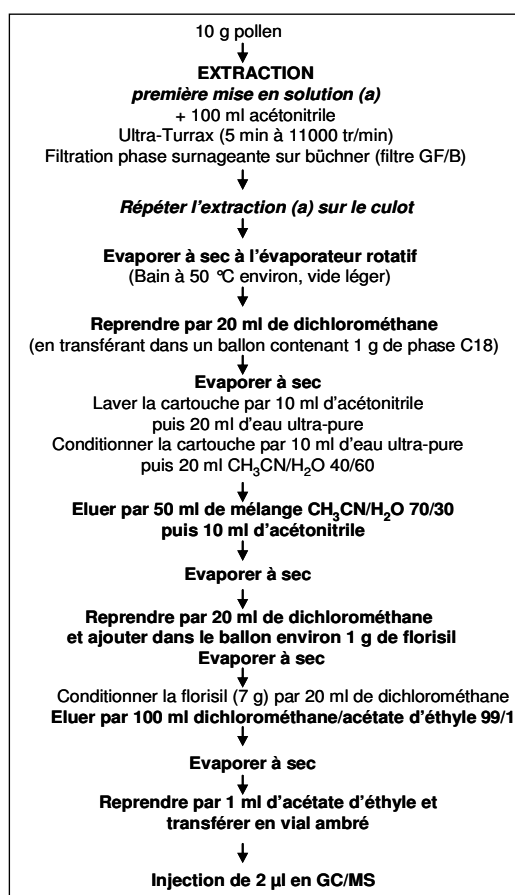 10 g pollen
EXTRACTION
première mise en solution (a)
+ 100 ml acétonitrile
Ultra-Turrax (5 min à 11000 tr/min)
Filtration phase surnageante sur büchner (filtre GF/B)
Répéter l'extraction (a) sur le culot
Evaporer à sec à l'évaporateur rotatif
(Bain à 50 °C environ, vide léger)
Reprendre par 20 ml de dichlorométhane
(en transférant dans un ballon contenant 1 g de phase C18)
Evaporer à sec
Laver la cartouche par 10 ml d'acétonitrile
puis 20 ml d'eau ultra-pure
Conditionner la cartouche par 10 ml d'eau ultra-pure
puis 20 ml CH₃CN/H₂O 40/60
Eluer par 50 ml de mélange CH₃CN/H₂O 70/30
puis 10 ml d'acétonitrile
Evaporer à sec
Reprendre par 20 ml de dichlorométhane
et ajouter dans le ballon environ 1 g de florisil
Evaporer à sec
Conditionner la florisil (7 g) par 20 ml de dichlorométhane
Eluer par 100 ml dichlorométhane/acétate d'éthyle 99/1
Evaporer à sec
Reprendre par 1 ml d'acétate d'éthyle et
transférer en vial ambré
Injection de 2 µl en GC/MS